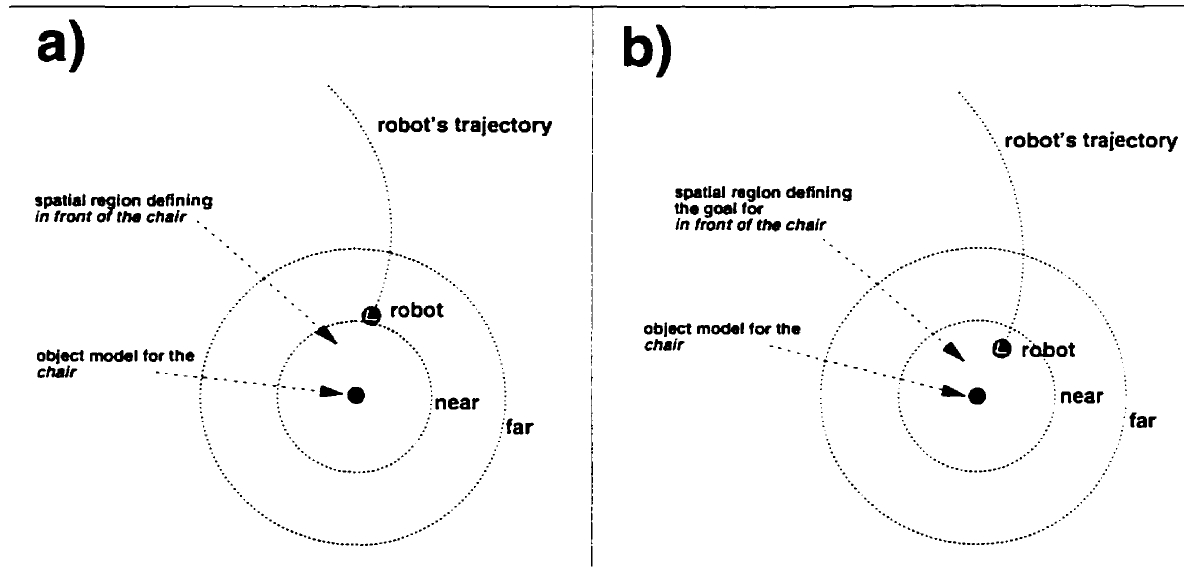 a)
robot's trajectory
spatial region defining
in front of the chair
robot
object model for the
chair
near
far
b)
robot's trajectory
spatial region defining
the goal for
in front of the chair
object model for the
chair
robot
near
far